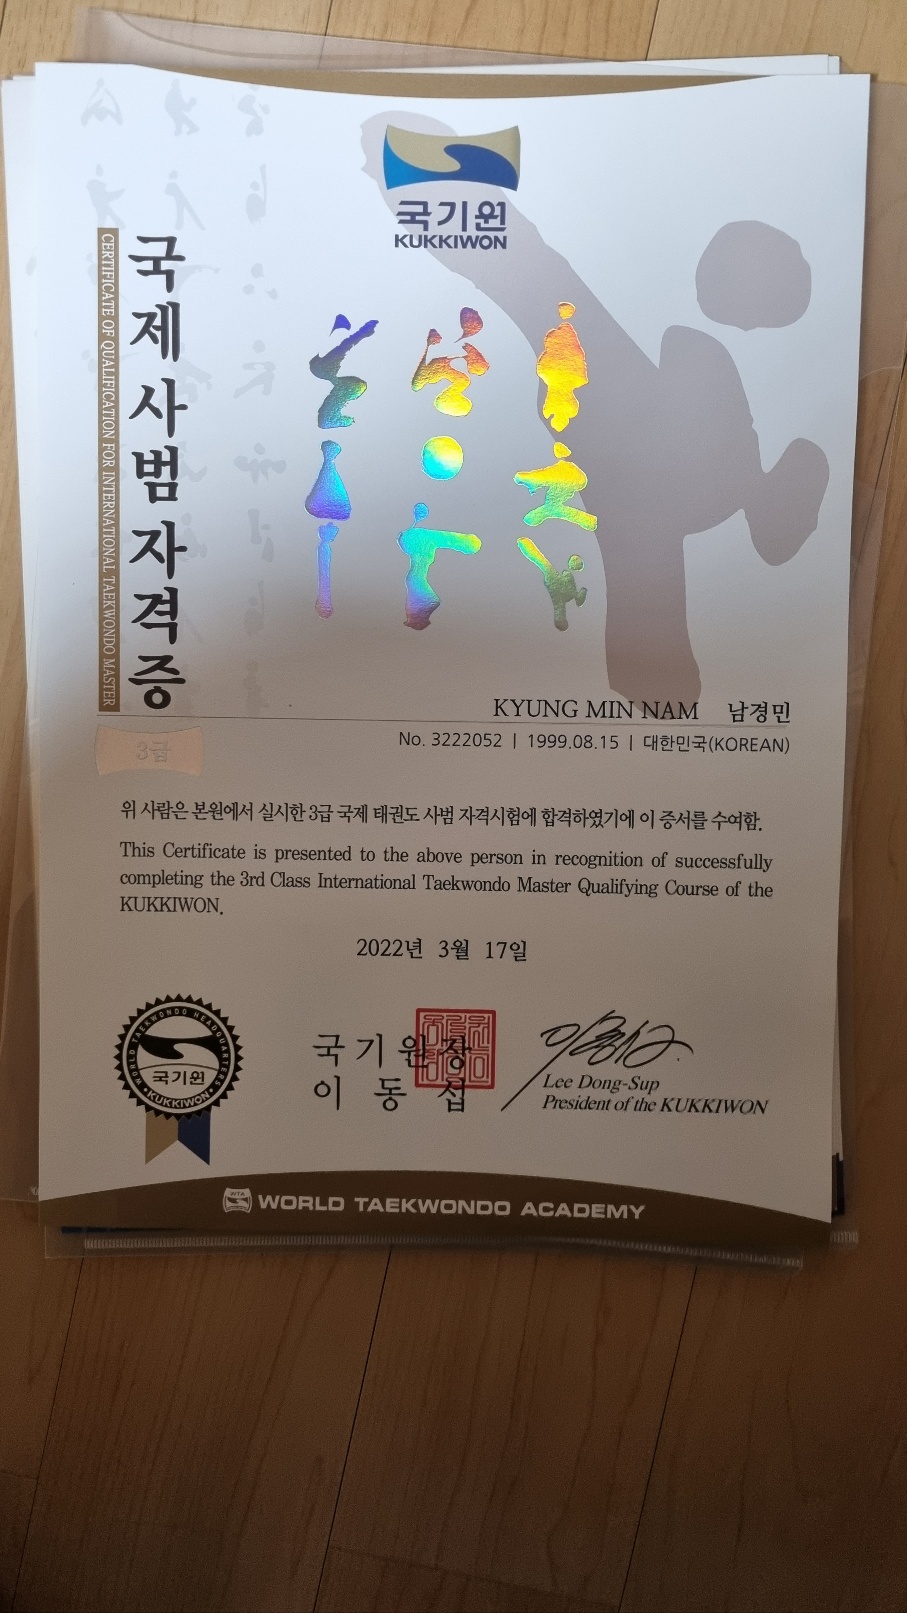 국기원
KUKKIWON
국제사범자격증
CERTIFICATE OF QUALIFICATION FOR INTERNATIONAL TAEKWONDO MASTER
KYUNG MIN NAM 남경민
3급
No. 3222052 | 1999.08.15 | 대한민국(KOREAN)
위 사람은 본원에서 실시한 3급 국제 태권도 사범 자격시험에 합격하였기에 이 증서를 수여함.
This Certificate is presented to the above person in recognition of successfully
completing the 3rd Class International Taekwondo Master Qualifying Course of the
KUKKIWON.
2022년 3월 17일
WORLD TAEKWONDO HEADQUARTERS
국기원
KUKKIWON
국기원장
이동섭
Lee Dong-Sup
President of the KUKKIWON
WTA
WORLD TAEKWONDO ACADEMY